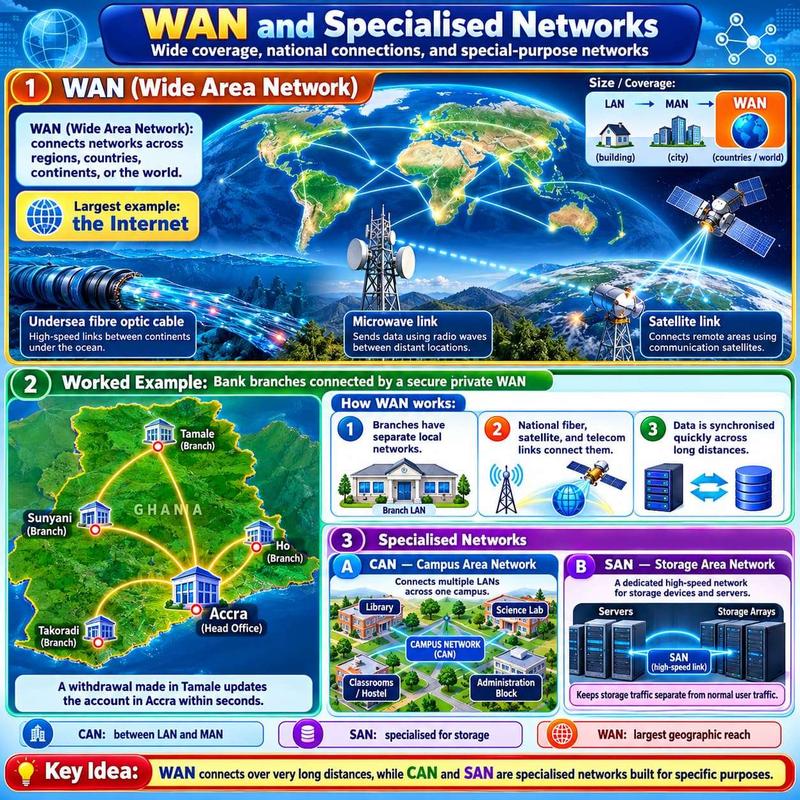 WAN and Specialised Networks
Wide coverage, national connections, and special-purpose networks
1 WAN (Wide Area Network)
WAN (Wide Area Network):
connects networks across
regions, countries,
continents, or the world.
Largest example:
the Internet
Size / Coverage:
LAN
MAN
WAN
(building)
(city)
(countries / world)
Undersea fibre optic cable
High-speed links between continents
under the ocean.
Microwave link
Sends data using radio waves
between distant locations.
Satellite link
Connects remote areas using
communication satellites.
2 Worked Example: Bank branches connected by a secure private WAN
GHANA
Tamale
(Branch)
Sunyani
(Branch)
Ho
(Branch)
Accra
(Head Office)
Takoradi
(Branch)
A withdrawal made in Tamale updates
the account in Accra within seconds.
How WAN works:
1
Branches have
separate local
networks.
Branch LAN
2
National fiber,
satellite, and telecom
links connect them.
3
Data is synchronised
quickly across
long distances.
3 Specialised Networks
A CAN — Campus Area Network
Connects multiple LANs
across one campus.
Library
Science Lab
CAMPUS NETWORK
(CAN)
Classrooms
/ Hostel
Administration
Block
B SAN — Storage Area Network
A dedicated high-speed network
for storage devices and servers.
Servers
Storage Arrays
SAN
(high-speed link)
Keeps storage traffic separate from normal user traffic.
CAN: between LAN and MAN
SAN: specialised for storage
WAN: largest geographic reach
Key Idea: WAN connects over very long distances, while CAN and SAN are specialised networks built for specific purposes.